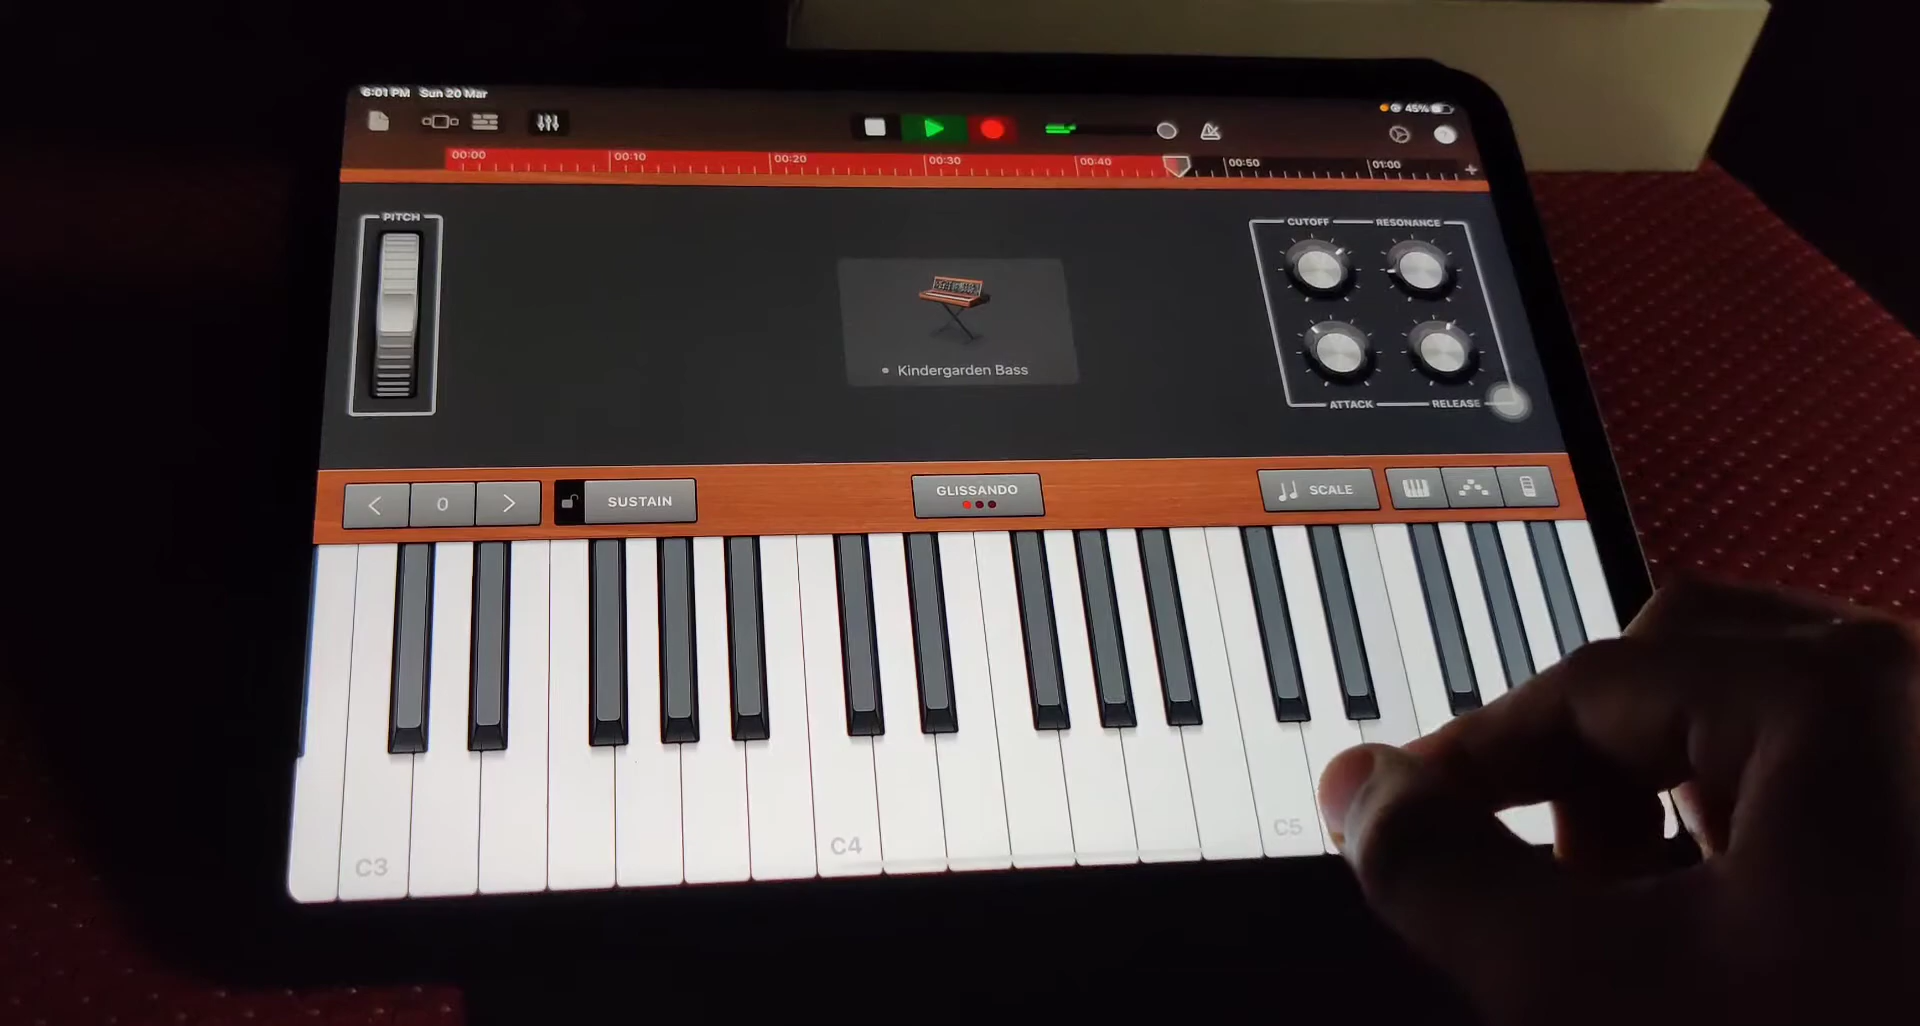 6:01 PM Sun 20 Mar
45%
00:00 00:10 00:20 00:30 00:40 00:50 01:00
PITCH
CUTOFF RESONANCE
Kindergarden Bass
ATTACK RELEASE
0
SUSTAIN
GLISSANDO
SCALE
C3
C4
C5